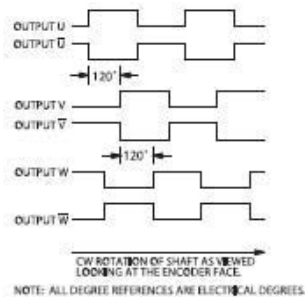 OUTPUT U
OUTPUT U̅
120°
OUTPUT V
OUTPUT V̅
120°
OUTPUT W
OUTPUT W̅
CW ROTATION OF SHAFT AS VIEWED
LOOKING AT THE ENCODER FACE.
NOTE: ALL DEGREE REFERENCES ARE ELECTRICAL DEGREES